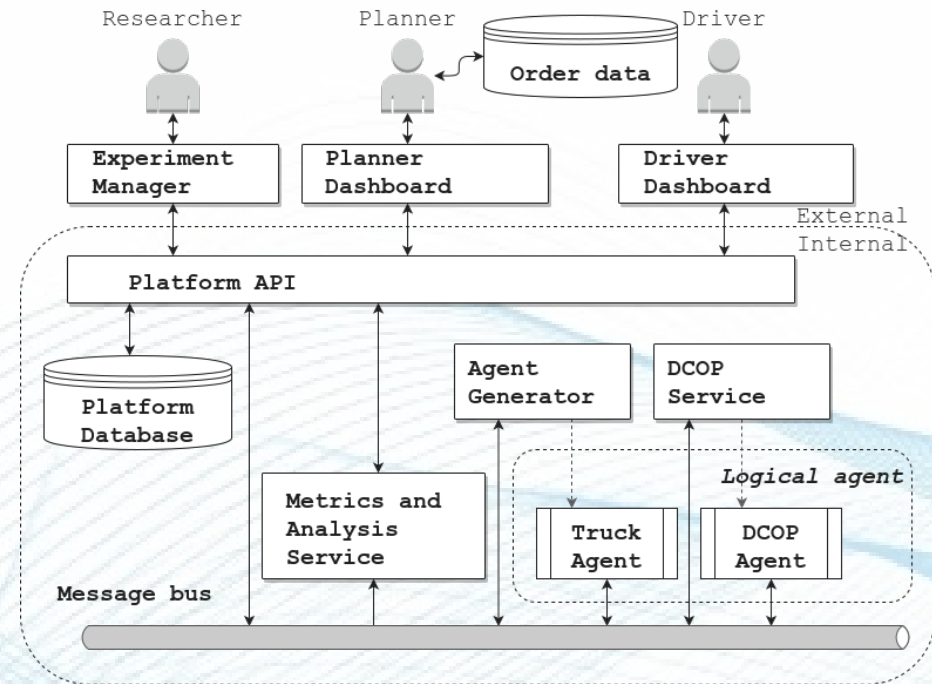 Researcher
Planner
Driver
Order data
Experiment
Manager
Planner
Dashboard
Driver
Dashboard
External
Internal
Platform API
Agent
Generator
DCOP
Service
Platform
Database
Logical agent
Metrics and
Analysis
Service
Truck
Agent
DCOP
Agent
Message bus